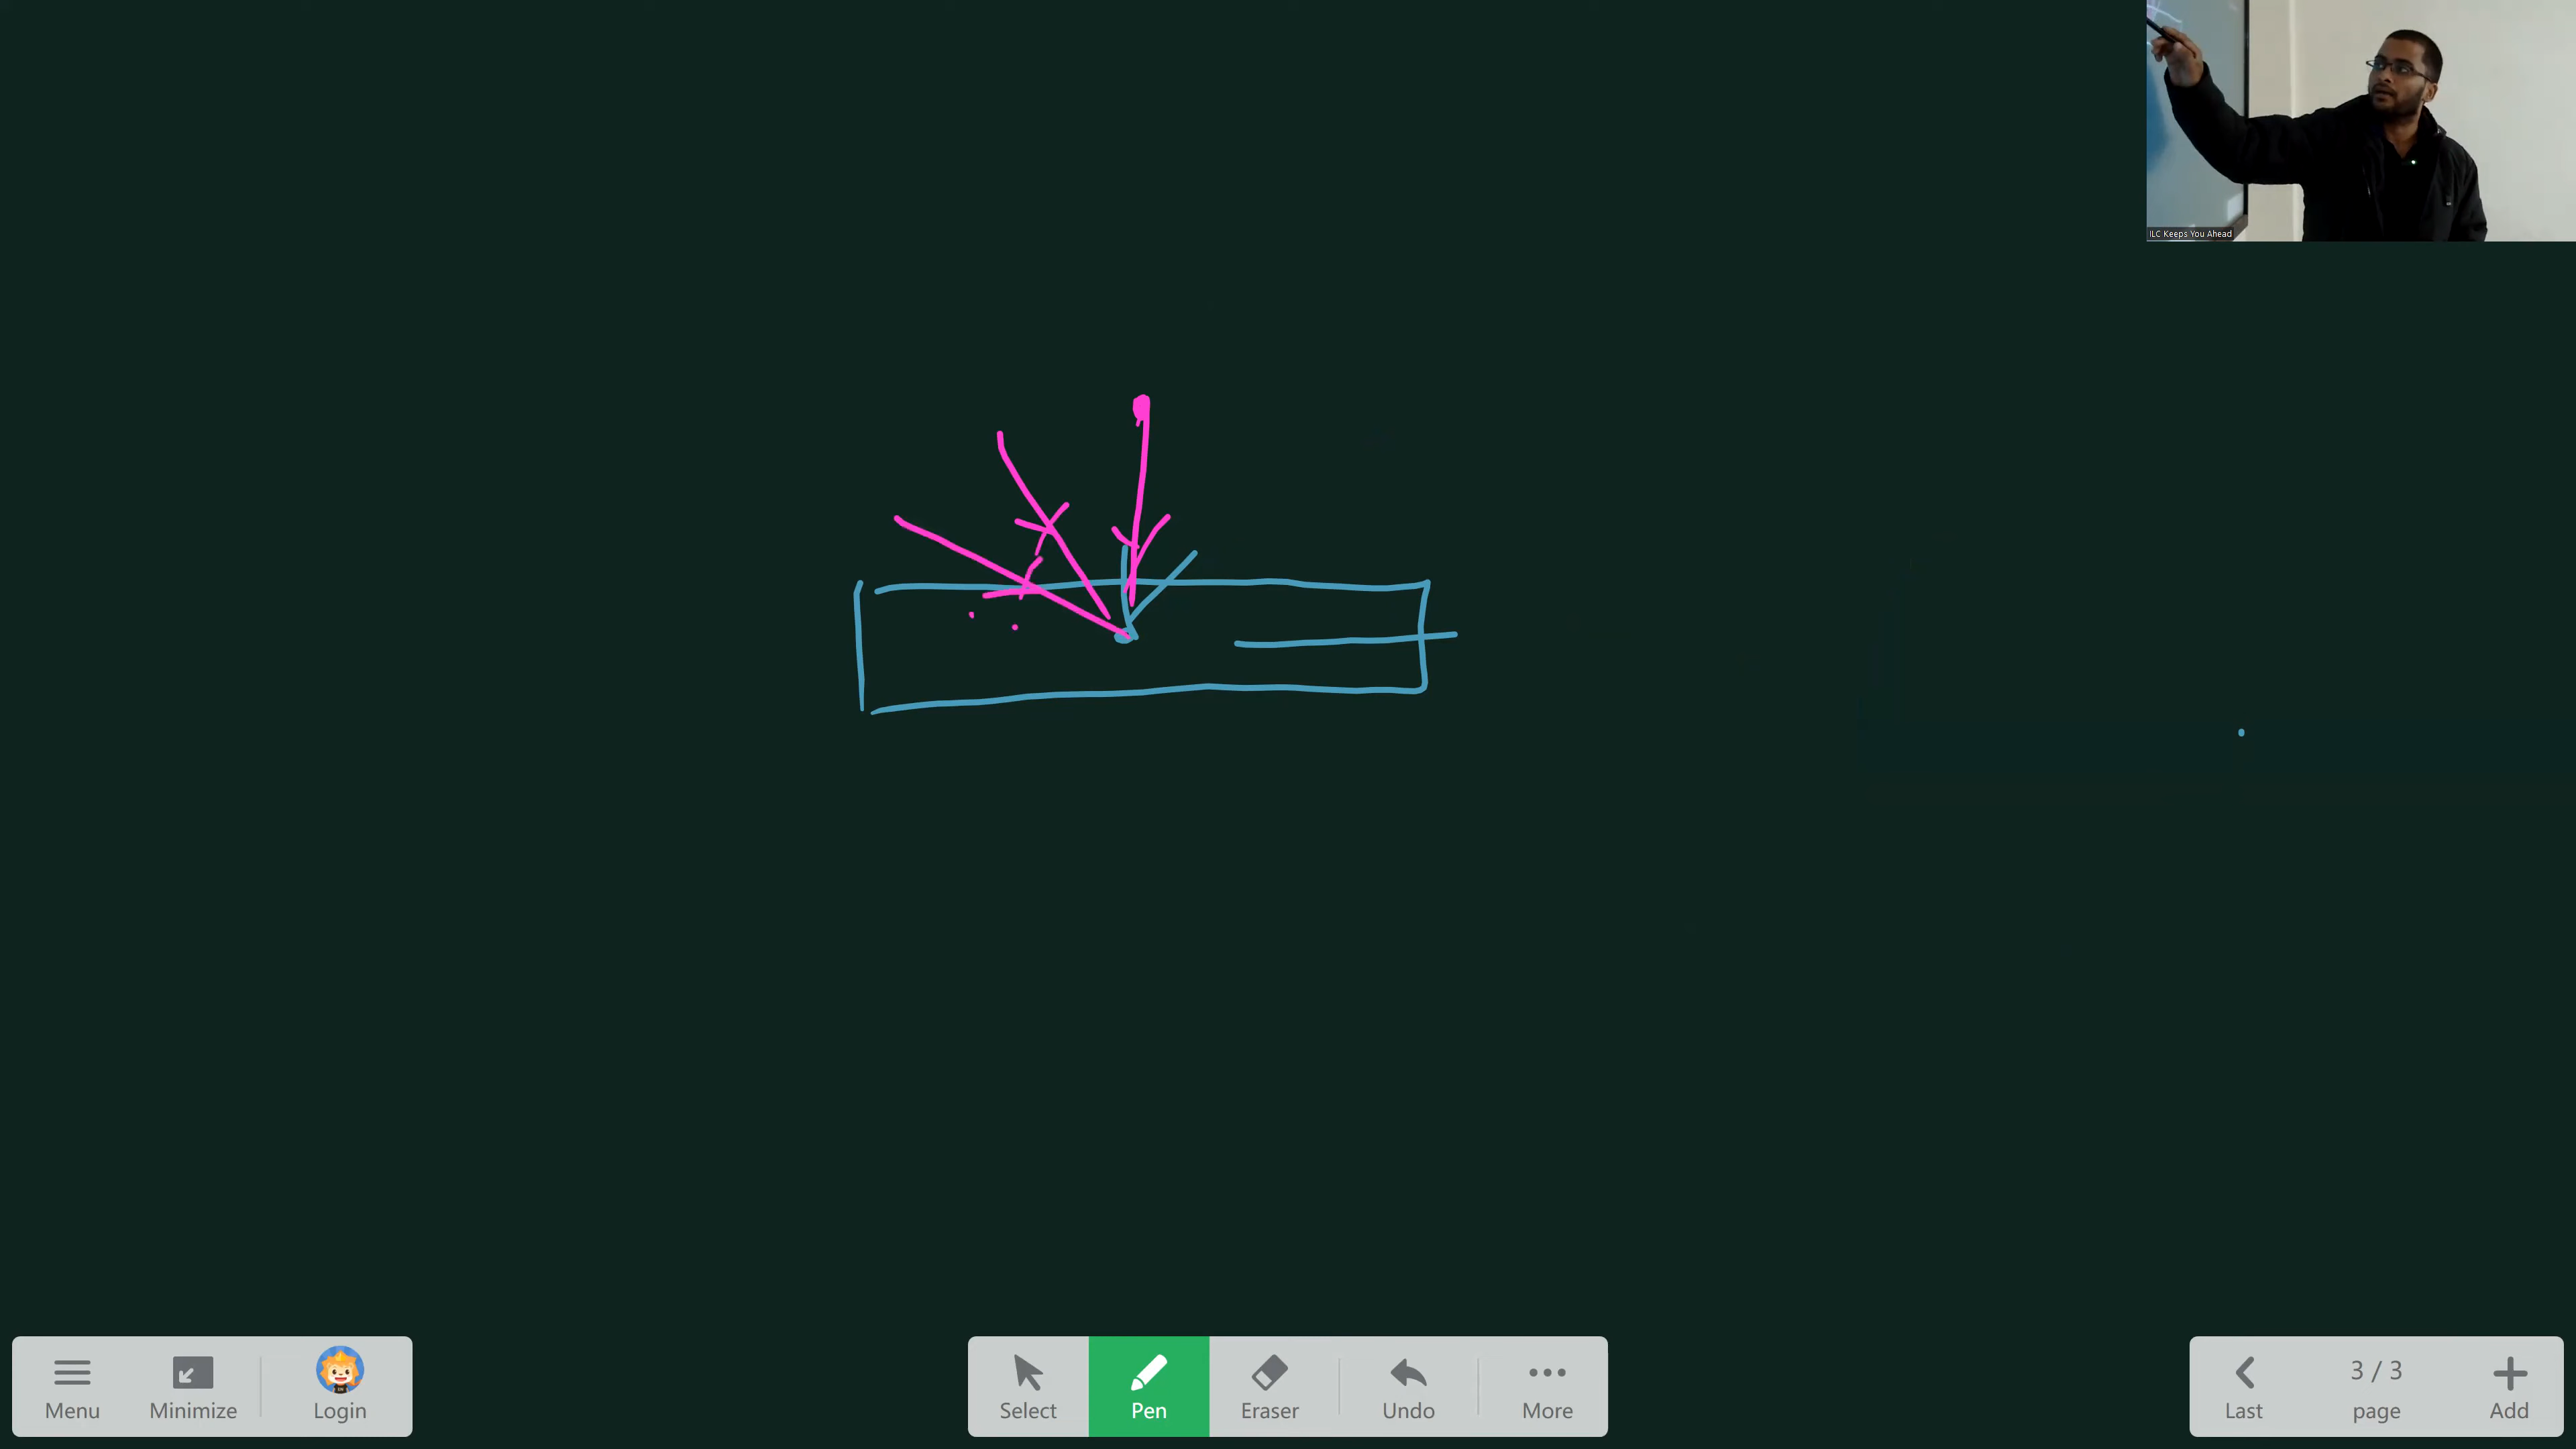 ILC Keeps You Ahead
Menu Minimize Login
Select Pen Eraser Undo More
Last 3 / 3 page Add